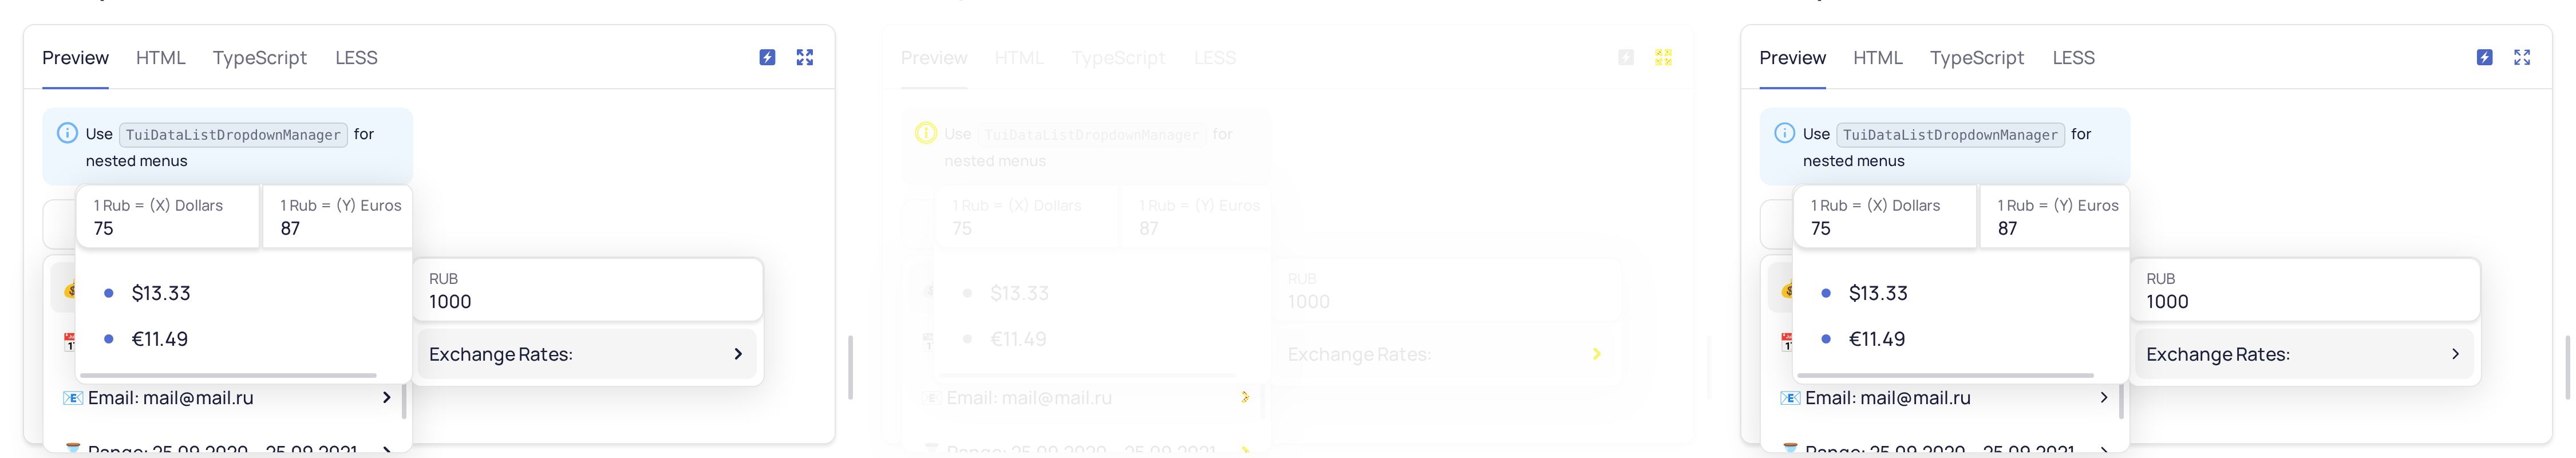 Preview HTML TypeScript LESS
Use TuiDataListDropdownManager for
nested menus
1 Rub = (X) Dollars 1 Rub = (Y) Euros
75 87
$13.33
€11.49
RUB
1000
Exchange Rates:
Email: mail@mail.ru
Range: 25.09.2020 - 25.09.2021
Preview HTML TypeScript LESS
Use TuiDataListDropdownManager for
nested menus
1 Rub = (X) Dollars 1 Rub = (Y) Euros
75 87
$13.33
€11.49
RUB
1000
Exchange Rates:
Email: mail@mail.ru
Range: 25.09.2020 - 25.09.2021
Preview HTML TypeScript LESS
Use TuiDataListDropdownManager for
nested menus
1 Rub = (X) Dollars 1 Rub = (Y) Euros
75 87
$13.33
€11.49
RUB
1000
Exchange Rates:
Email: mail@mail.ru
Range: 25.09.2020 - 25.09.2021